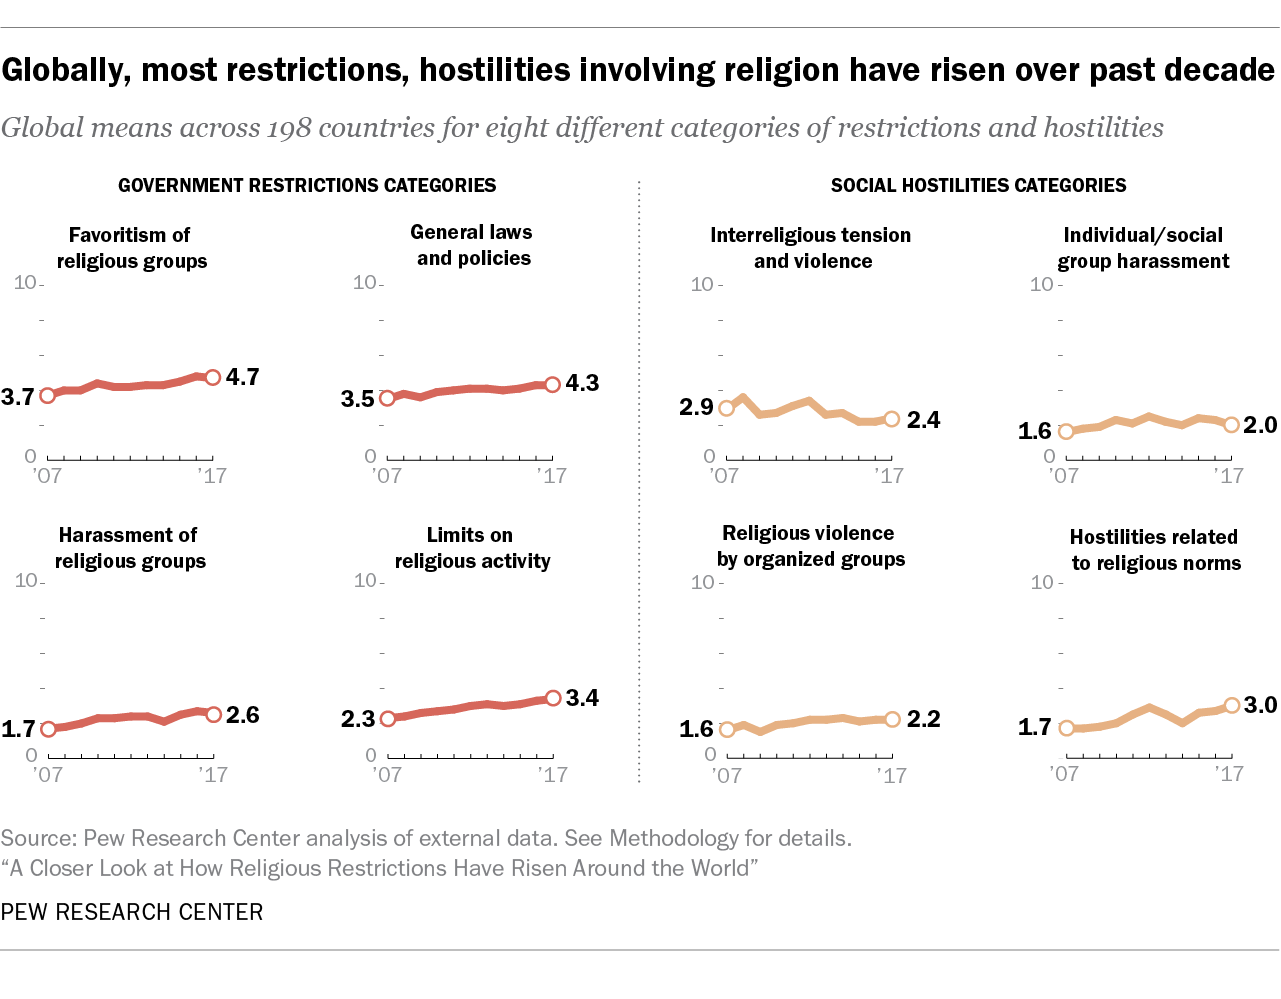 Globally, most restrictions, hostilities involving religion have risen over past decade
Global means across 198 countries for eight different categories of restrictions and hostilities
GOVERNMENT RESTRICTIONS CATEGORIES
Favoritism of
religious groups
10
3.7
4.7
0
’07
’17
General laws
and policies
10
3.5
4.3
0
’07
’17
Harassment of
religious groups
10
1.7
2.6
0
’07
’17
Limits on
religious activity
10
2.3
3.4
0
’07
’17
SOCIAL HOSTILITIES CATEGORIES
Interreligious tension
and violence
10
2.9
2.4
0
’07
’17
Individual/social
group harassment
10
1.6
2.0
0
’07
’17
Religious violence
by organized groups
10
1.6
2.2
0
’07
’17
Hostilities related
to religious norms
10
1.7
3.0
’07
’17
Source: Pew Research Center analysis of external data. See Methodology for details.
“A Closer Look at How Religious Restrictions Have Risen Around the World”
PEW RESEARCH CENTER